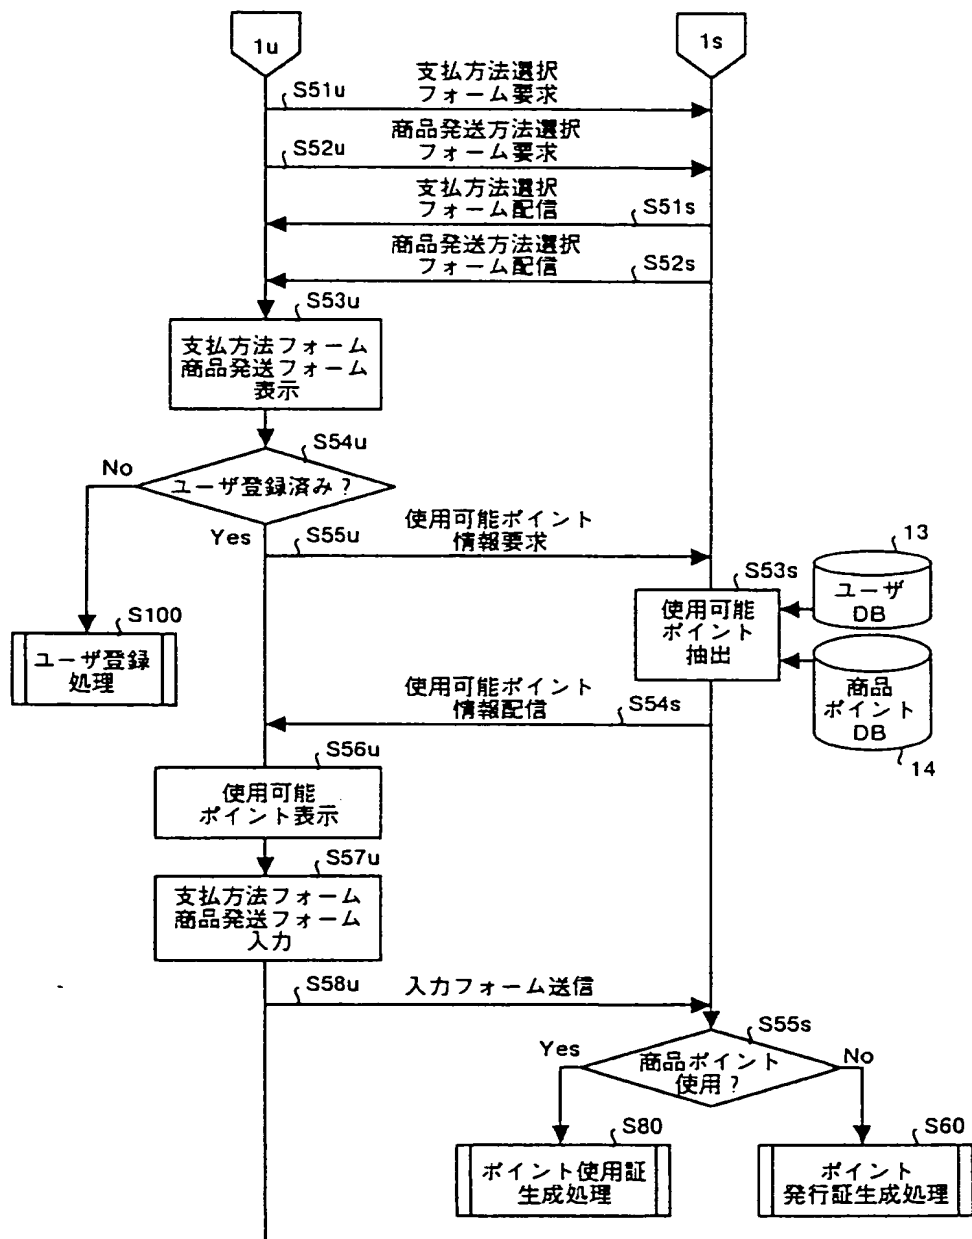 1u
1s
支払方法選択
フォーム要求
S51u
商品発送方法選択
フォーム要求
S52u
支払方法選択
フォーム配信
S51s
商品発送方法選択
フォーム配信
S52s
S53u
支払方法フォーム
商品発送フォーム
表示
S54u
No
ユーザ登録済み？
Yes
S55u
使用可能ポイント
情報要求
13
S53s
ユーザ
DB
使用可能
ポイント
抽出
S100
ユーザ登録
処理
商品
ポイント
DB
14
使用可能ポイント
情報配信
S54s
S56u
使用可能
ポイント表示
S57u
支払方法フォーム
商品発送フォーム
入力
S58u
入力フォーム送信
S55s
Yes
商品ポイント
使用？
No
S80
ポイント使用証
生成処理
S60
ポイント
発行証生成処理